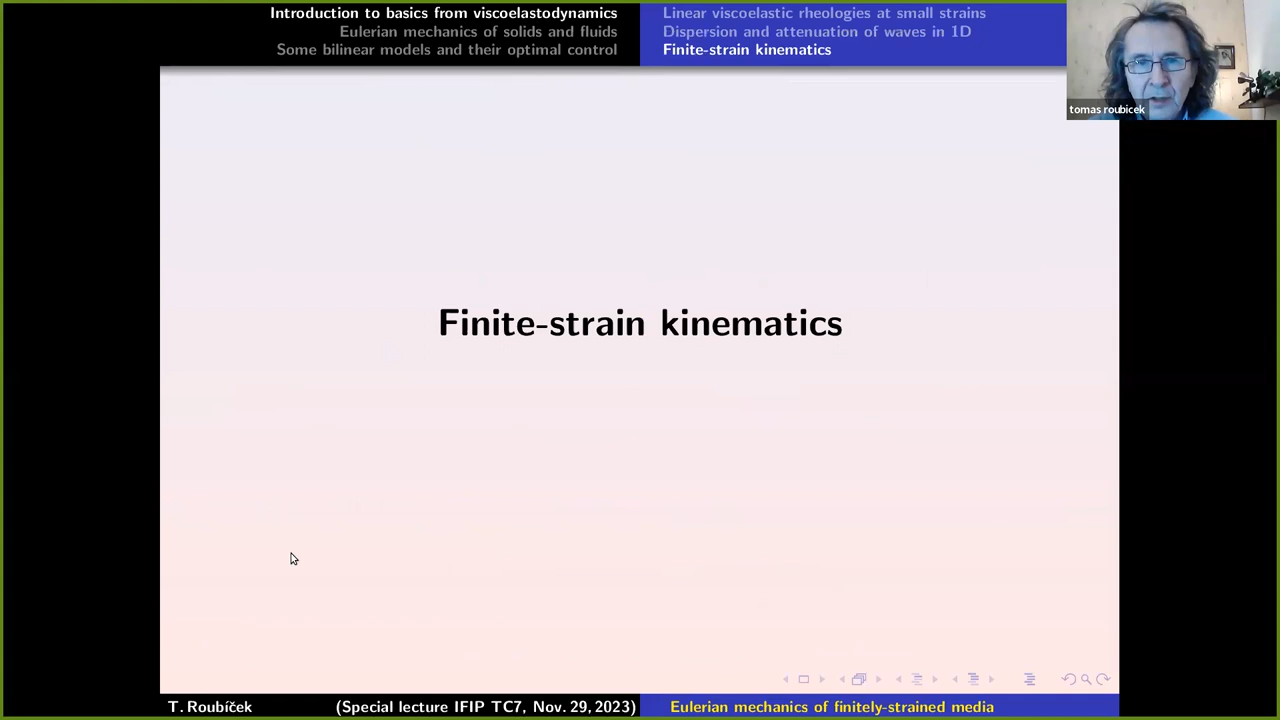 Introduction to basics from viscoelastodynamics
Eulerian mechanics of solids and fluids
Some bilinear models and their optimal control
Linear viscoelastic rheologies at small strains
Dispersion and attenuation of waves in 1D
Finite-strain kinematics
tomas roubicek
Finite-strain kinematics
T. Roubíček
(Special lecture IFIP TC7, Nov. 29, 2023)
Eulerian mechanics of finitely-strained media